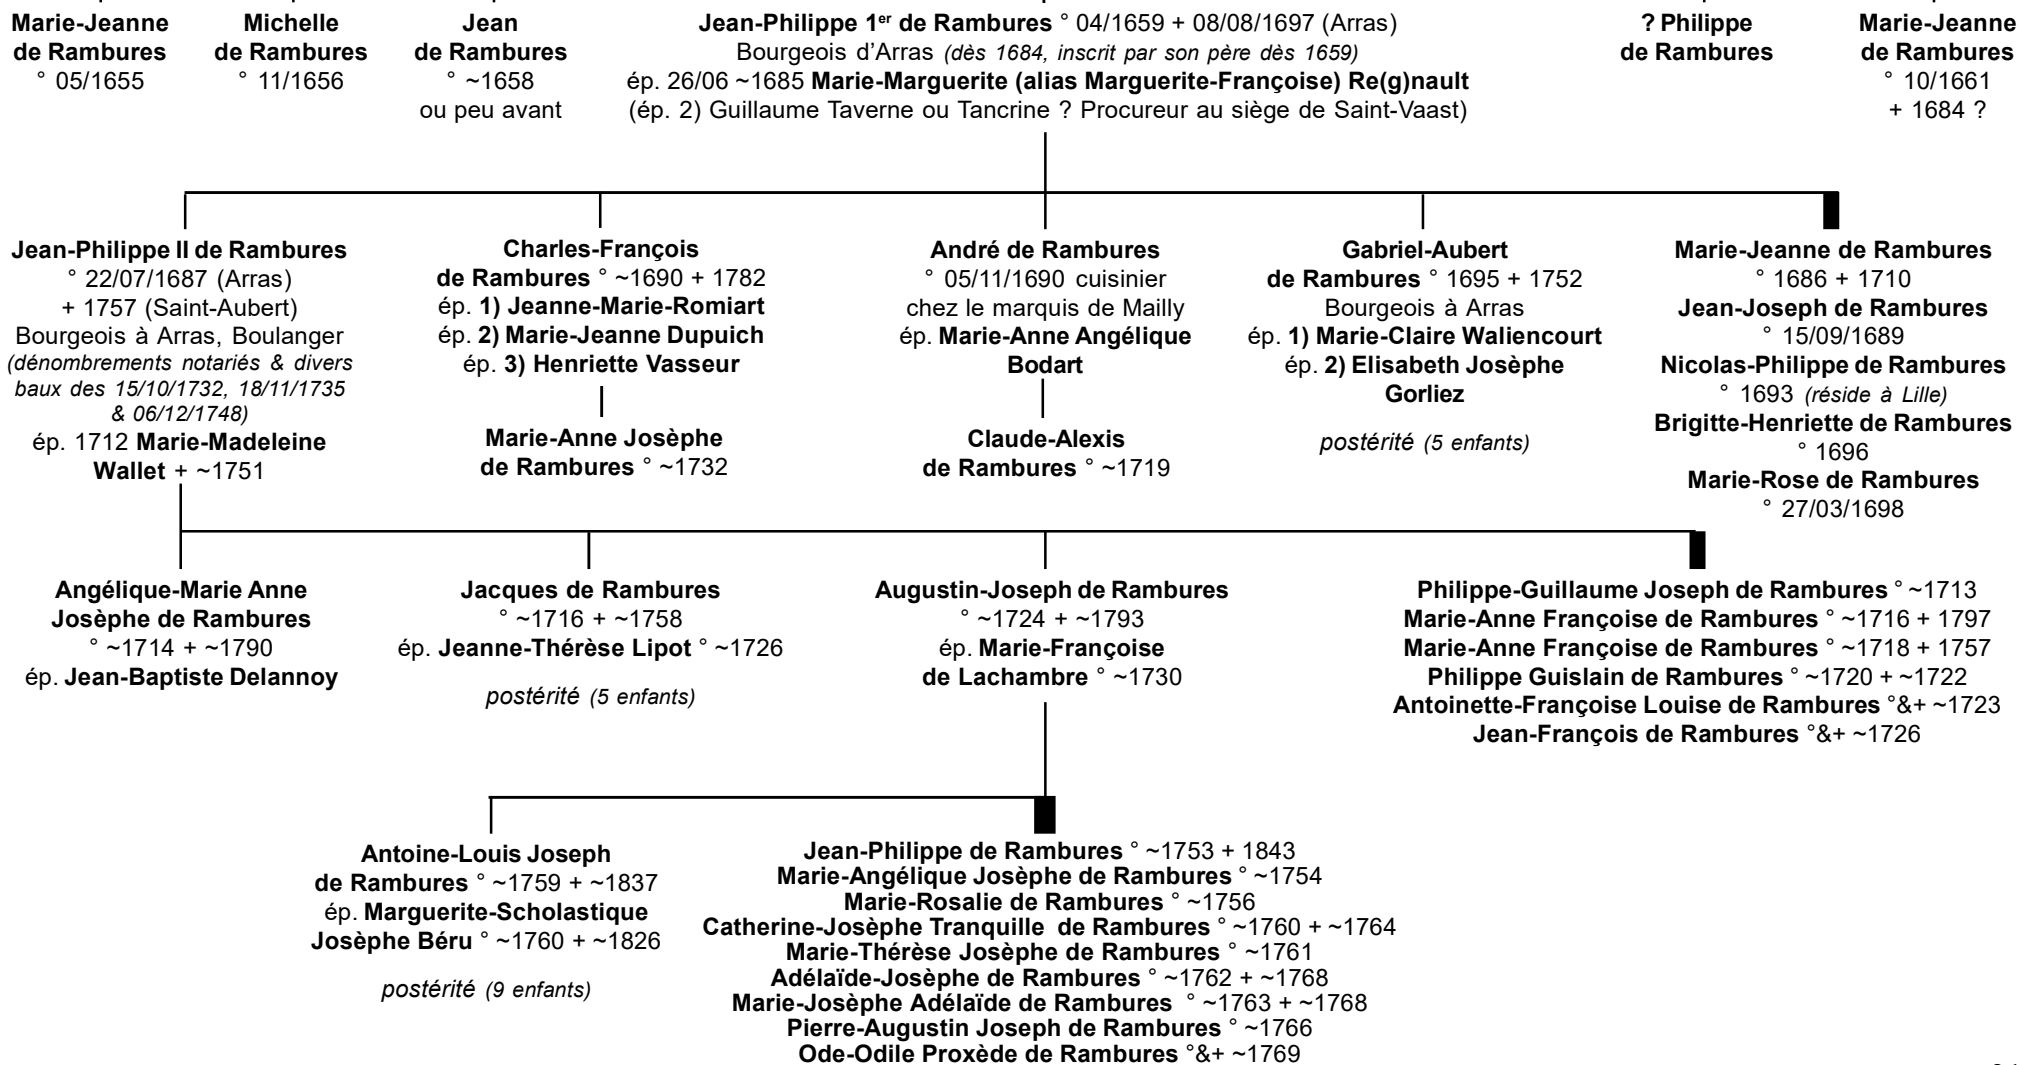 Marie-Jeanne
de Rambures
° 05/1655
Michelle
de Rambures
° 11/1656
Jean
de Rambures
° ~1658
ou peu avant
Jean-Philippe 1er de Rambures ° 04/1659 + 08/08/1697 (Arras)
Bourgeois d'Arras (dès 1684, inscrit par son père dès 1659)
ép. 26/06 ~1685 Marie-Marguerite (alias Marguerite-Françoise) Re(g)nault
(ép. 2) Guillaume Taverne ou Tancrine ? Procureur au siège de Saint-Vaast)
? Philippe
de Rambures
Marie-Jeanne
de Rambures
° 10/1661
+ 1684 ?
Jean-Philippe II de Rambures
° 22/07/1687 (Arras)
+ 1757 (Saint-Aubert)
Bourgeois à Arras, Boulanger
(dénombrements notariés & divers
baux des 15/10/1732, 18/11/1735
& 06/12/1748)
ép. 1712 Marie-Madeleine
Wallet + ~1751
Charles-François
de Rambures ° ~1690 + 1782
ép. 1) Jeanne-Marie-Romiart
ép. 2) Marie-Jeanne Dupuich
ép. 3) Henriette Vasseur
Marie-Anne Josèphe
de Rambures ° ~1732
André de Rambures
° 05/11/1690 cuisinier
chez le marquis de Mailly
ép. Marie-Anne Angélique
Bodart
Claude-Alexis
de Rambures ° ~1719
Gabriel-Aubert
de Rambures ° 1695 + 1752
Bourgeois à Arras
ép. 1) Marie-Claire Waliencourt
ép. 2) Elisabeth Josèphe
Gorliez
postérité (5 enfants)
Marie-Jeanne de Rambures
° 1686 + 1710
Jean-Joseph de Rambures
° 15/09/1689
Nicolas-Philippe de Rambures
° 1693 (réside à Lille)
Brigitte-Henriette de Rambures
° 1696
Marie-Rose de Rambures
° 27/03/1698
Angélique-Marie Anne
Josèphe de Rambures
° ~1714 + ~1790
ép. Jean-Baptiste Delannoy
Jacques de Rambures
° ~1716 + ~1758
ép. Jeanne-Thérèse Lipot ° ~1726
postérité (5 enfants)
Augustin-Joseph de Rambures
° ~1724 + ~1793
ép. Marie-Françoise
de Lachambre ° ~1730
Philippe-Guillaume Joseph de Rambures ° ~1713
Marie-Anne Françoise de Rambures ° ~1716 + 1797
Marie-Anne Françoise de Rambures ° ~1718 + 1757
Philippe Guislain de Rambures ° ~1720 + ~1722
Antoinette-Françoise Louise de Rambures °&+ ~1723
Jean-François de Rambures °&+ ~1726
Antoine-Louis Joseph
de Rambures ° ~1759 + ~1837
ép. Marguerite-Scholastique
Josèphe Béru ° ~1760 + ~1826
postérité (9 enfants)
Jean-Philippe de Rambures ° ~1753 + 1843
Marie-Angélique Josèphe de Rambures ° ~1754
Marie-Rosalie de Rambures ° ~1756
Catherine-Josèphe Tranquille de Rambures ° ~1760 + ~1764
Marie-Thérèse Josèphe de Rambures ° ~1761
Adélaïde-Josèphe de Rambures ° ~1762 + ~1768
Marie-Josèphe Adélaïde de Rambures ° ~1763 + ~1768
Pierre-Augustin Joseph de Rambures ° ~1766
Ode-Odile Proxède de Rambures °&+ ~1769